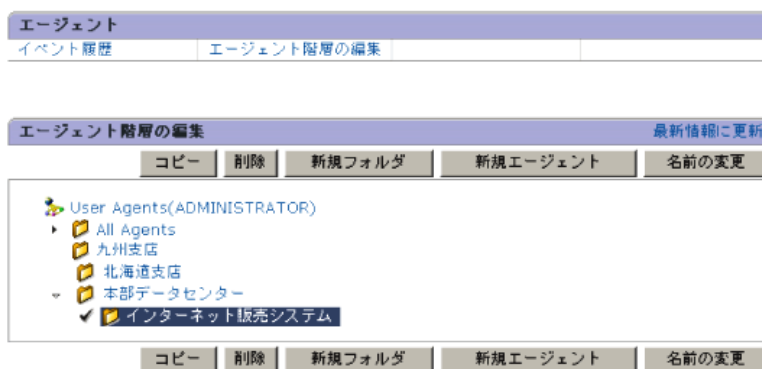 エージェント
イベント履歴 エージェント階層の編集
エージェント階層の編集 最新情報に更新
コピー 削除 新規フォルダ 新規エージェント 名前の変更
User Agents(ADMINISTRATOR)
All Agents
九州支店
北海道支店
本部データセンター
インターネット販売システム
コピー 削除 新規フォルダ 新規エージェント 名前の変更